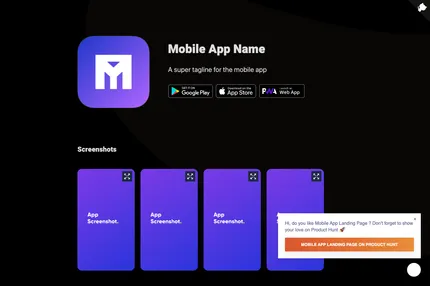 Mobile App Name
A super tagline for the mobile app
GET IT ON
Google Play
Download on the
App Store
Launch as
PWA Web App
Screenshots
App
Screenshot.
App
Screenshot.
App
Screenshot.
App
Hi, do you like Mobile App Landing Page ? Don't forget to show
your love on Product Hunt 🚀
MOBILE APP LANDING PAGE ON PRODUCT HUNT